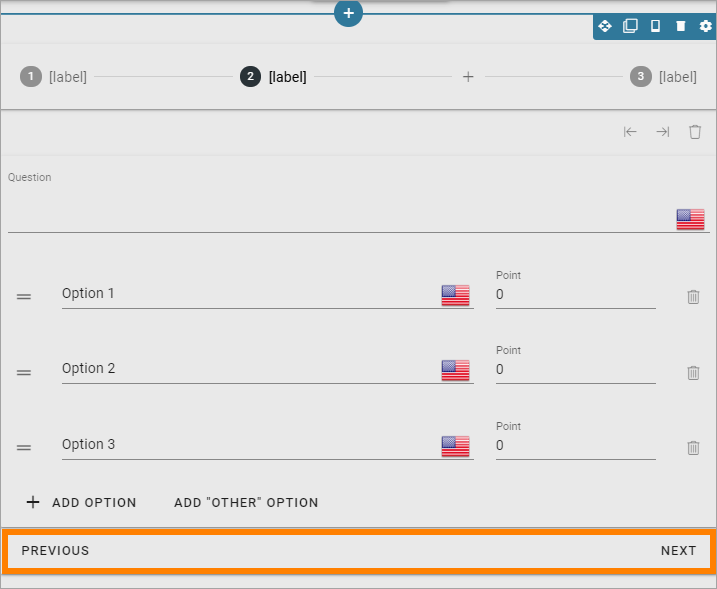 1 [label] 2 [label] + 3 [label]
Question
Point
Option 1 0
Point
Option 2 0
Point
Option 3 0
+ ADD OPTION ADD "OTHER" OPTION
PREVIOUS NEXT